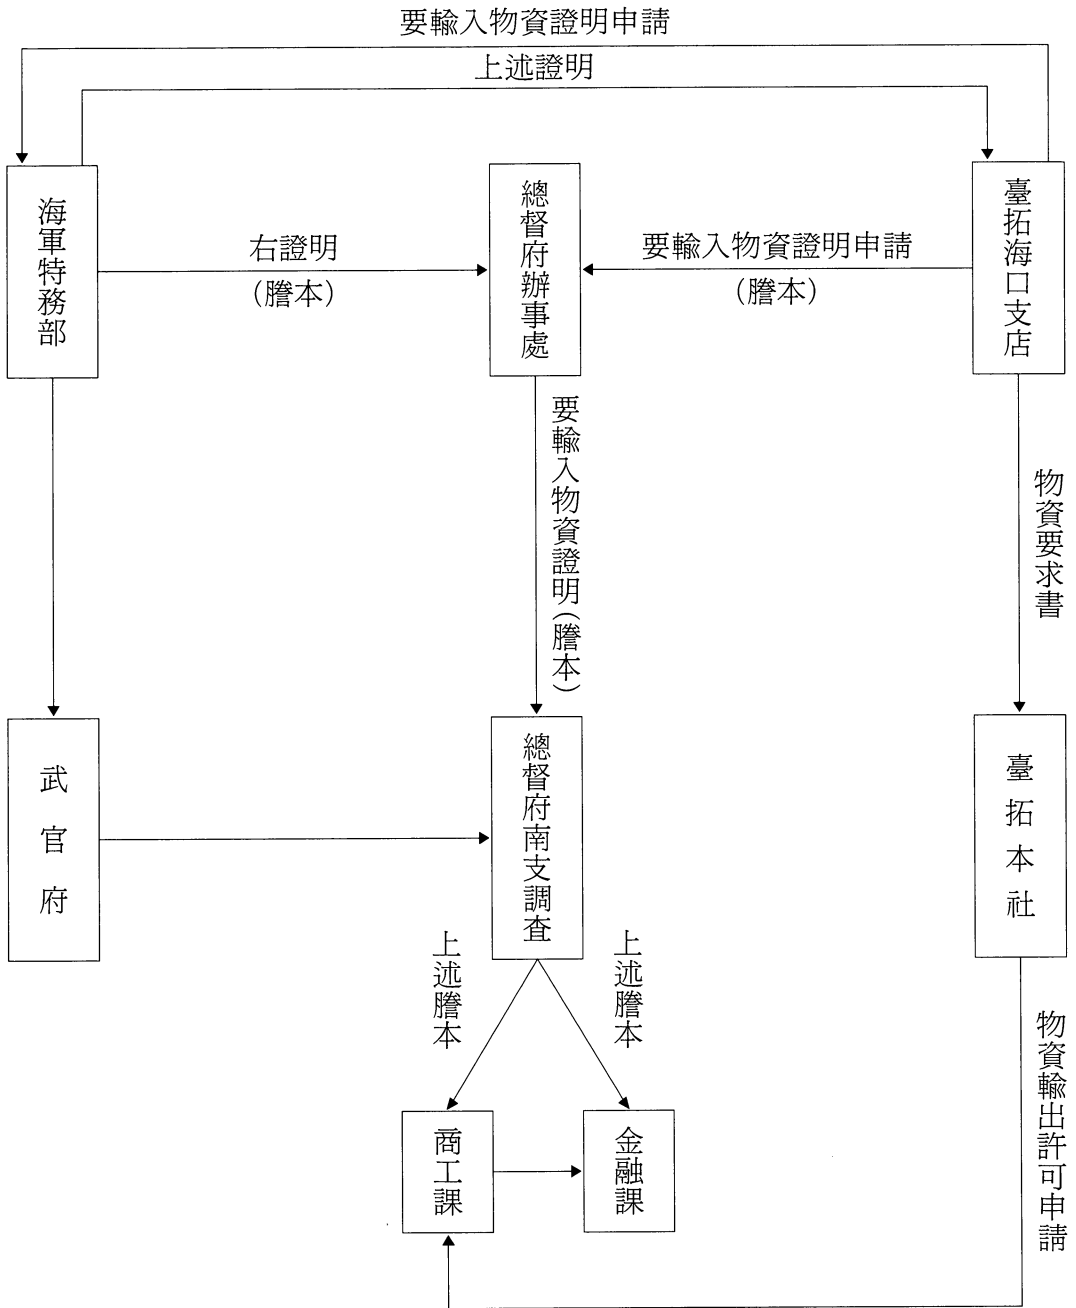 要輸入物資證明申請
上述證明
海軍特務部
右證明
(謄本)
總督府辦事處
要輸入物資證明申請
(謄本)
臺拓海口支店
要輸入物資證明(謄本)
物資要求書
武官府
總督府南支調查
臺拓本社
上述謄本
上述謄本
物資輸出許可申請
商工課
金融課